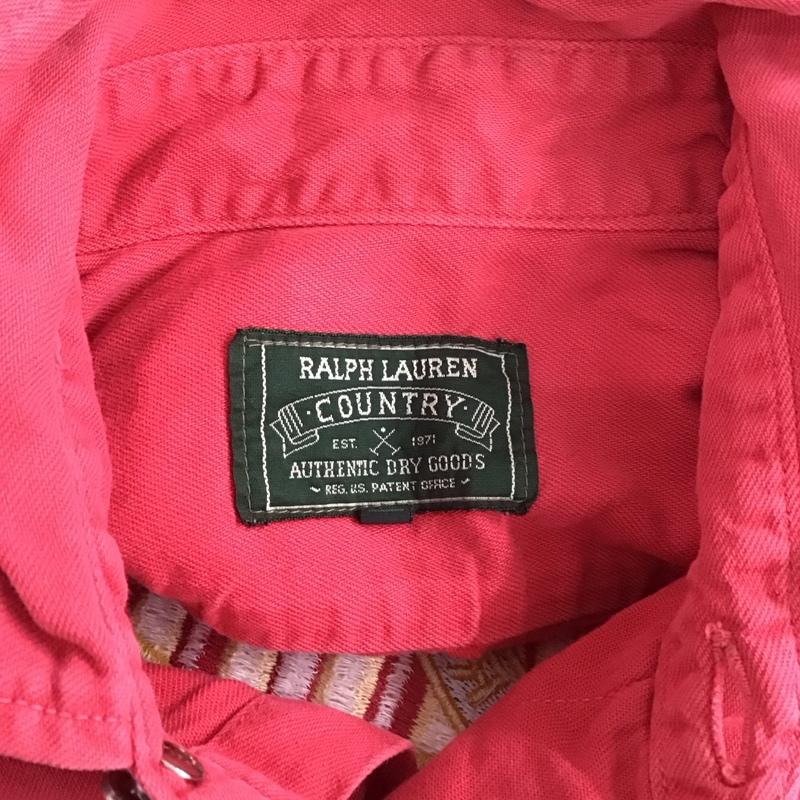 RALPH LAUREN
·COUNTRY·
EST. 1971
AUTHENTIC DRY GOODS
REG. U.S. PATENT OFFICE